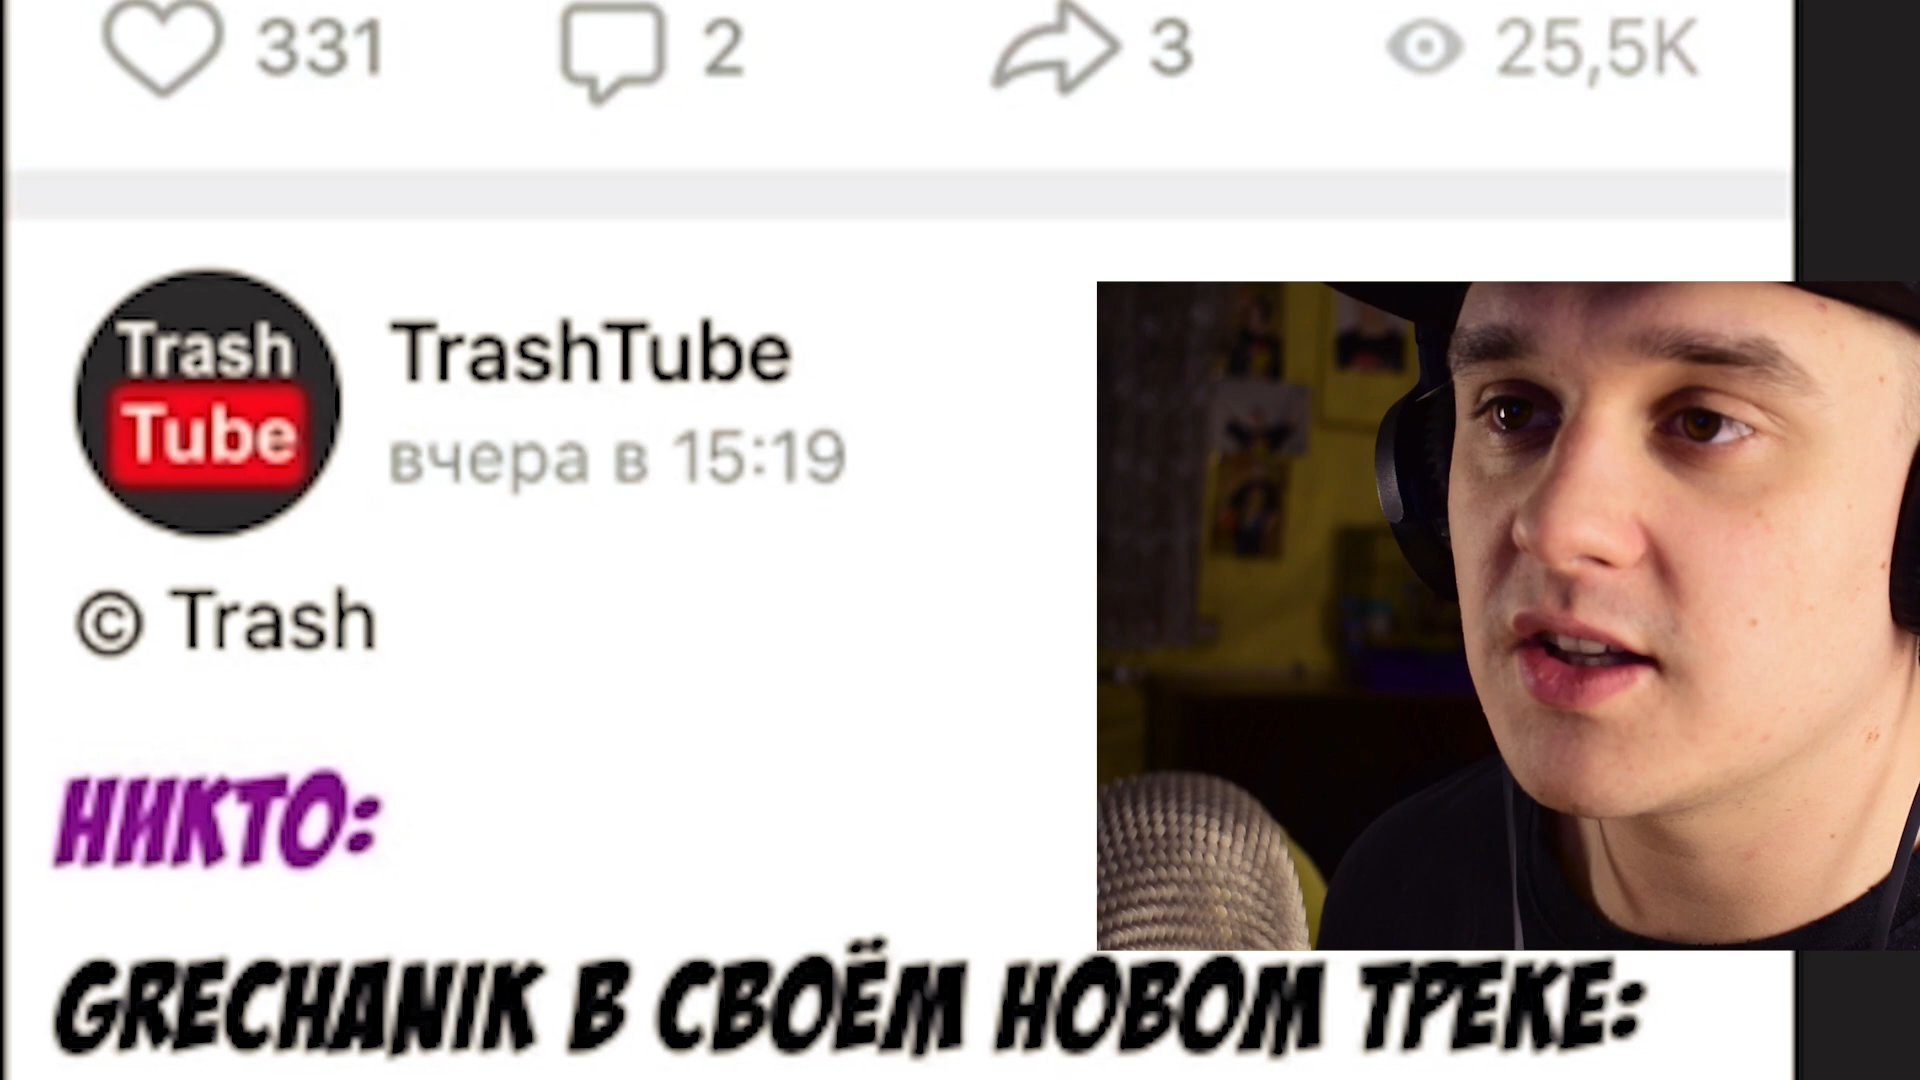 331 2 3 25,5K
Trash
Tube
TrashTube
вчера в 15:19
© Trash
НИКТО:
GRECHANIK В СВОЁМ НОВОМ ТРЕКЕ: